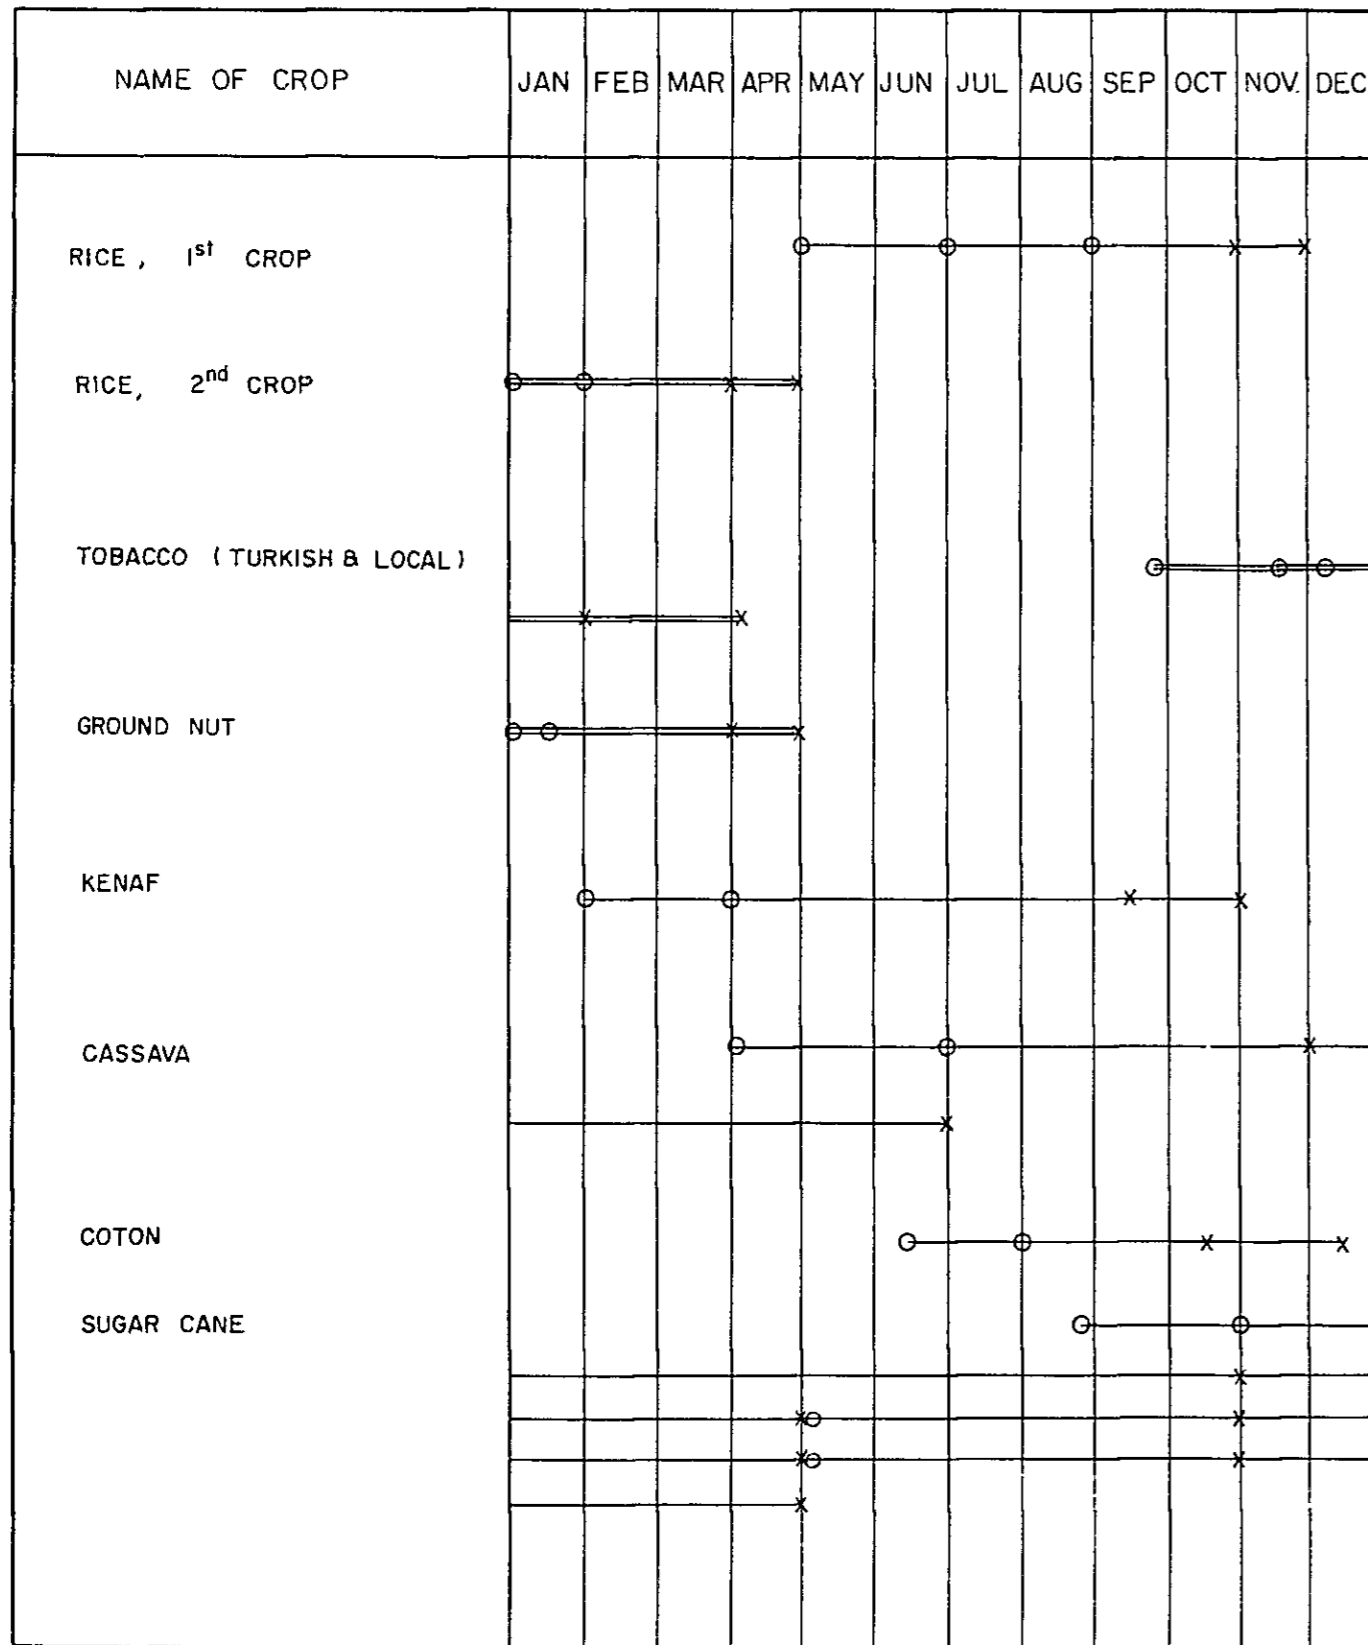 NAME OF CROP JAN FEB MAR APR MAY JUN JUL AUG SEP OCT NOV. DEC
RICE, 1st CROP
RICE, 2nd CROP
TOBACCO (TURKISH & LOCAL)
GROUND NUT
KENAF
CASSAVA
COTON
SUGAR CANE